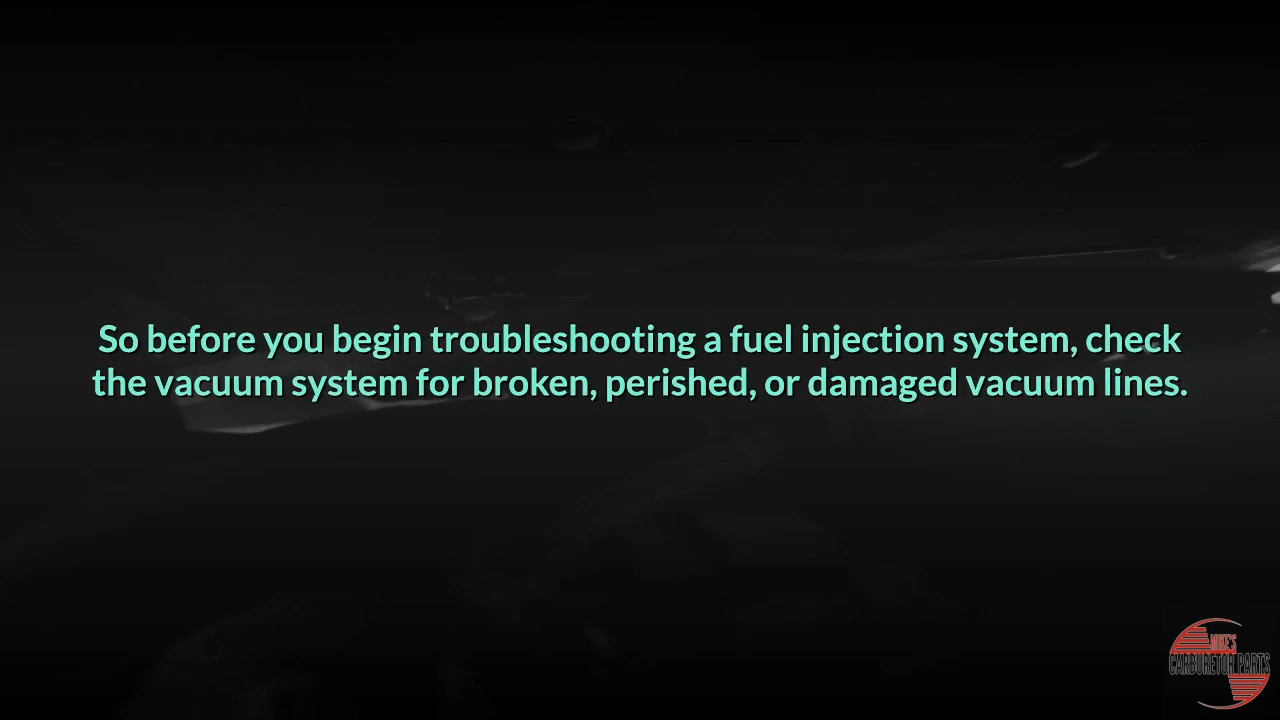 So before you begin troubleshooting a fuel injection system, check
the vacuum system for broken, perished, or damaged vacuum lines.
MIKE'S
CARBURETOR PARTS